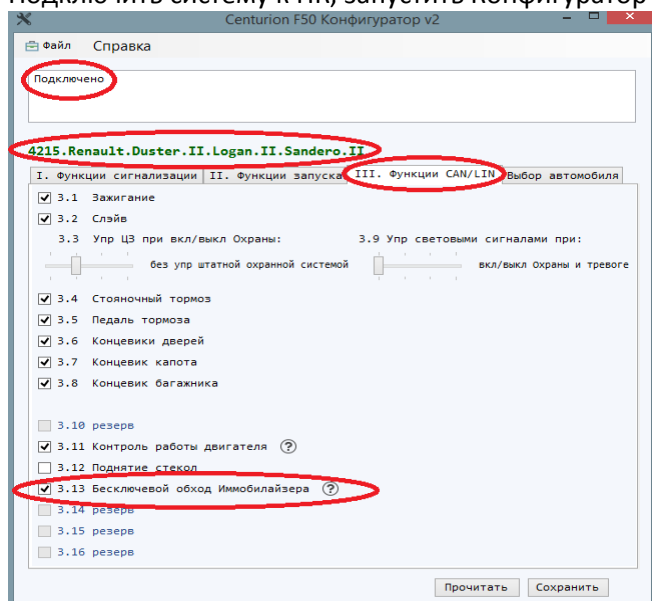 Подключить систему к ПК, запустить Конфигуратор
Centurion F50 Конфигуратор v2
Файл Справка
Подключено
4215.Renault.Duster.II.Logan.II.Sandero.II
I. Функции сигнализации II. Функции запуска III. Функции CAN/LIN Выбор автомобиля
3.1 Зажигание
3.2 Слэйв
3.3 Упр ЦЗ при вкл/выкл Охраны: 3.9 Упр световыми сигналами при:
без упр штатной охранной системой вкл/выкл Охраны и тревоге
3.4 Стояночный тормоз
3.5 Педаль тормоза
3.6 Концевики дверей
3.7 Концевик капота
3.8 Концевик багажника
3.10 резерв
3.11 Контроль работы двигателя ?
3.12 Поднятие стекол
3.13 Бесключевой обход Иммобилайзера ?
3.14 резерв
3.15 резерв
3.16 резерв
Прочитать Сохранить